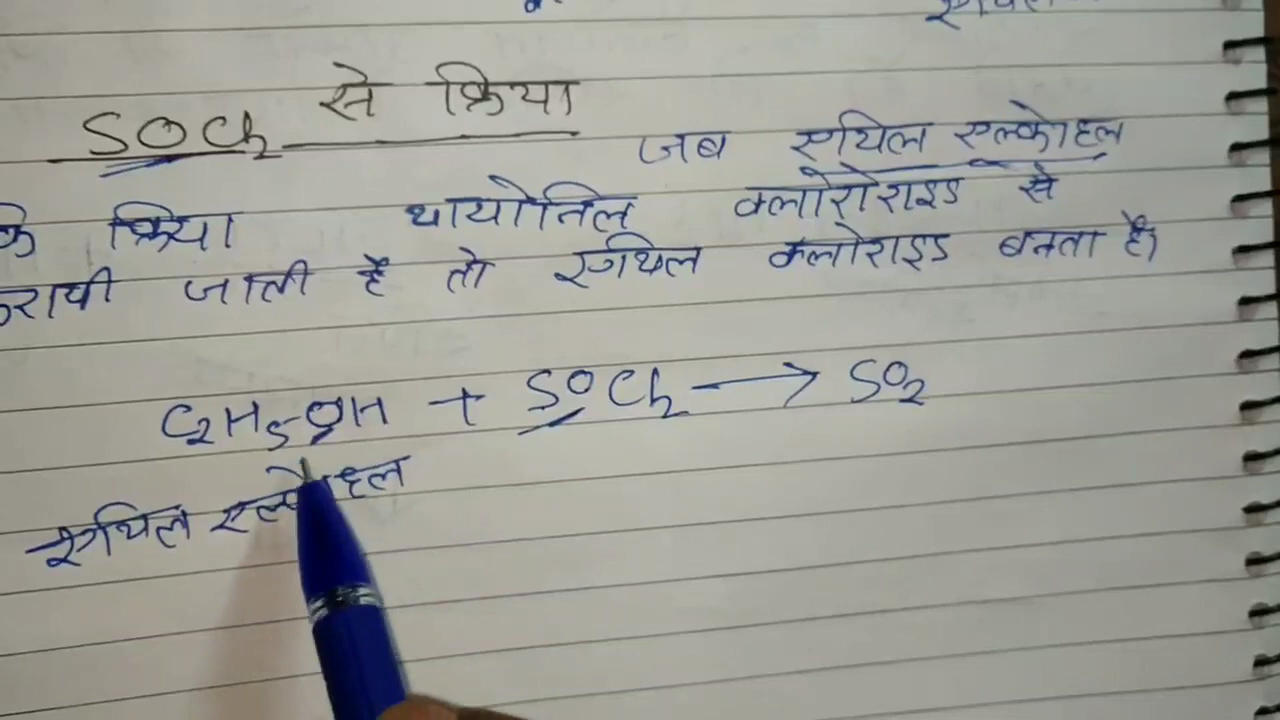 SOCl2 से क्रिया
जब एथिल एल्कोहल
के क्रिया थायोनिल क्लोरोराइड से
करायी जाती है तो एथिल क्लोराइड बनता है।
C2H5OH + SOCl2 → SO2
एथिल एल्कोहल